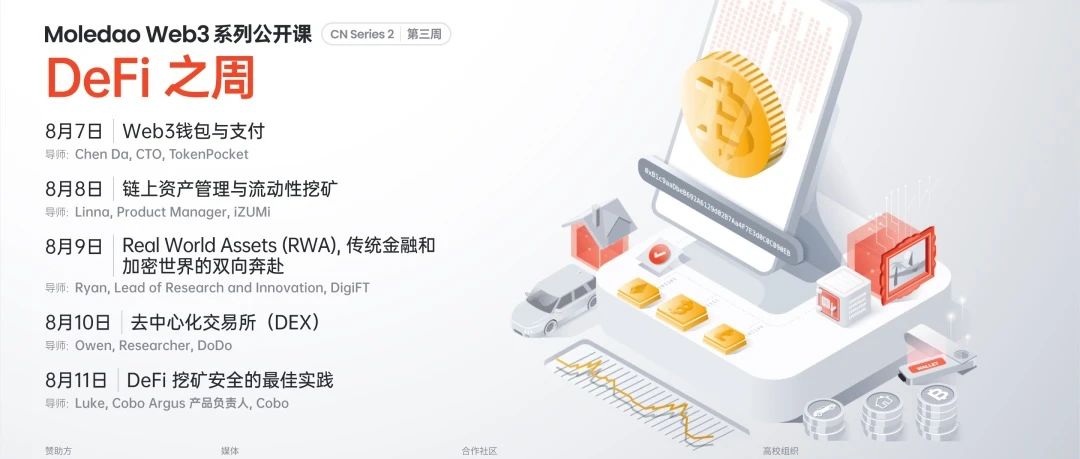 Moledao Web3 系列公开课 CN Series 2 第三周
DeFi 之周
8月7日 Web3钱包与支付
导师: Chen Da, CTO, TokenPocket
8月8日 链上资产管理与流动性挖矿
导师: Linna, Product Manager, iZUMi
8月9日 Real World Assets (RWA), 传统金融和
加密世界的双向奔赴
导师: Ryan, Lead of Research and Innovation, DigiFT
8月10日 去中心化交易所（DEX）
导师: Owen, Researcher, DoDo
8月11日 DeFi 挖矿安全的最佳实践
导师: Luke, Cobo Argus 产品负责人, Cobo
WALLET
赞助方 媒体 合作社区 高校组织